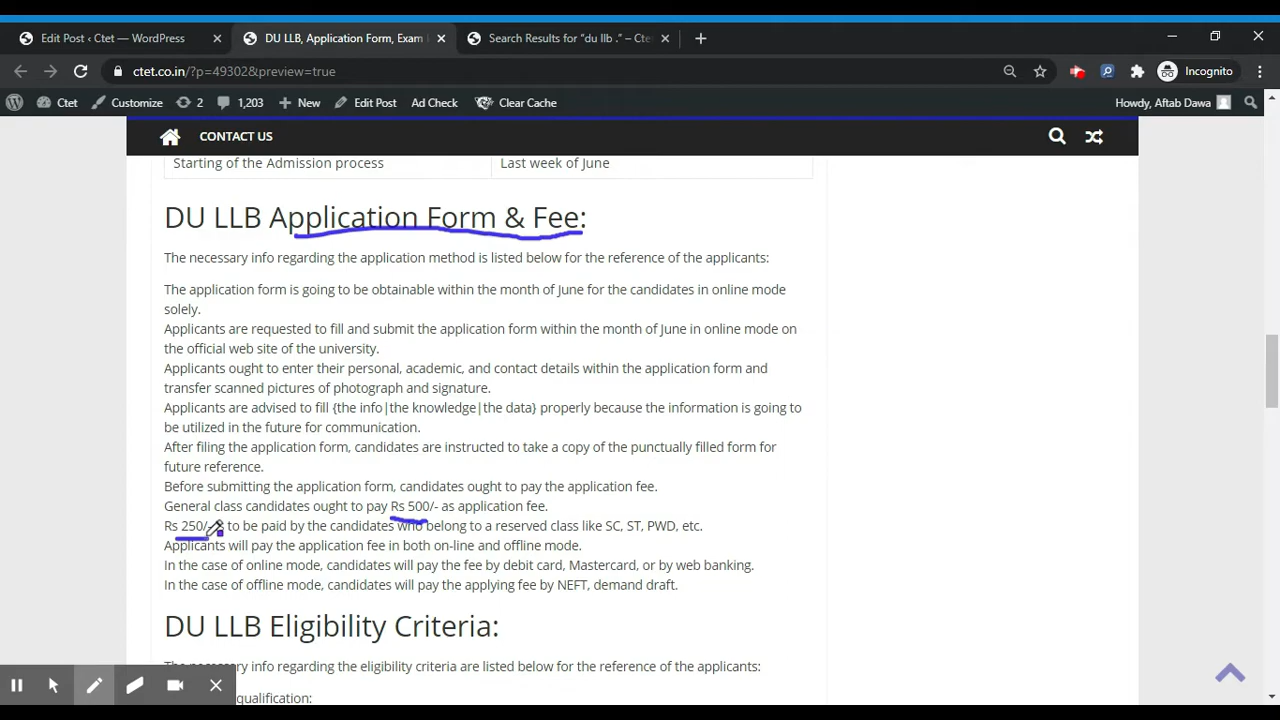 Edit Post ‹ Ctet — WordPress
DU LLB, Application Form, Exam
Search Results for "du llb ." – Cte
ctet.co.in/?p=49302&preview=true
Incognito
Ctet
Customize
2
1,203
New
Edit Post
Ad Check
Clear Cache
Howdy, Aftab Dawa
CONTACT US
Starting of the Admission process
Last week of June
DU LLB Application Form & Fee:
The necessary info regarding the application method is listed below for the reference of the applicants:
The application form is going to be obtainable within the month of June for the candidates in online mode
solely.
Applicants are requested to fill and submit the application form within the month of June in online mode on
the official web site of the university.
Applicants ought to enter their personal, academic, and contact details within the application form and
transfer scanned pictures of photograph and signature.
Applicants are advised to fill {the info|the knowledge|the data} properly because the information is going to
be utilized in the future for communication.
After filing the application form, candidates are instructed to take a copy of the punctually filled form for
future reference.
Before submitting the application form, candidates ought to pay the application fee.
General class candidates ought to pay Rs 500/- as application fee.
Rs 250/- to be paid by the candidates who belong to a reserved class like SC, ST, PWD, etc.
Applicants will pay the application fee in both on-line and offline mode.
In the case of online mode, candidates will pay the fee by debit card, Mastercard, or by web banking.
In the case of offline mode, candidates will pay the applying fee by NEFT, demand draft.
DU LLB Eligibility Criteria:
The necessary info regarding the eligibility criteria are listed below for the reference of the applicants:
qualification: